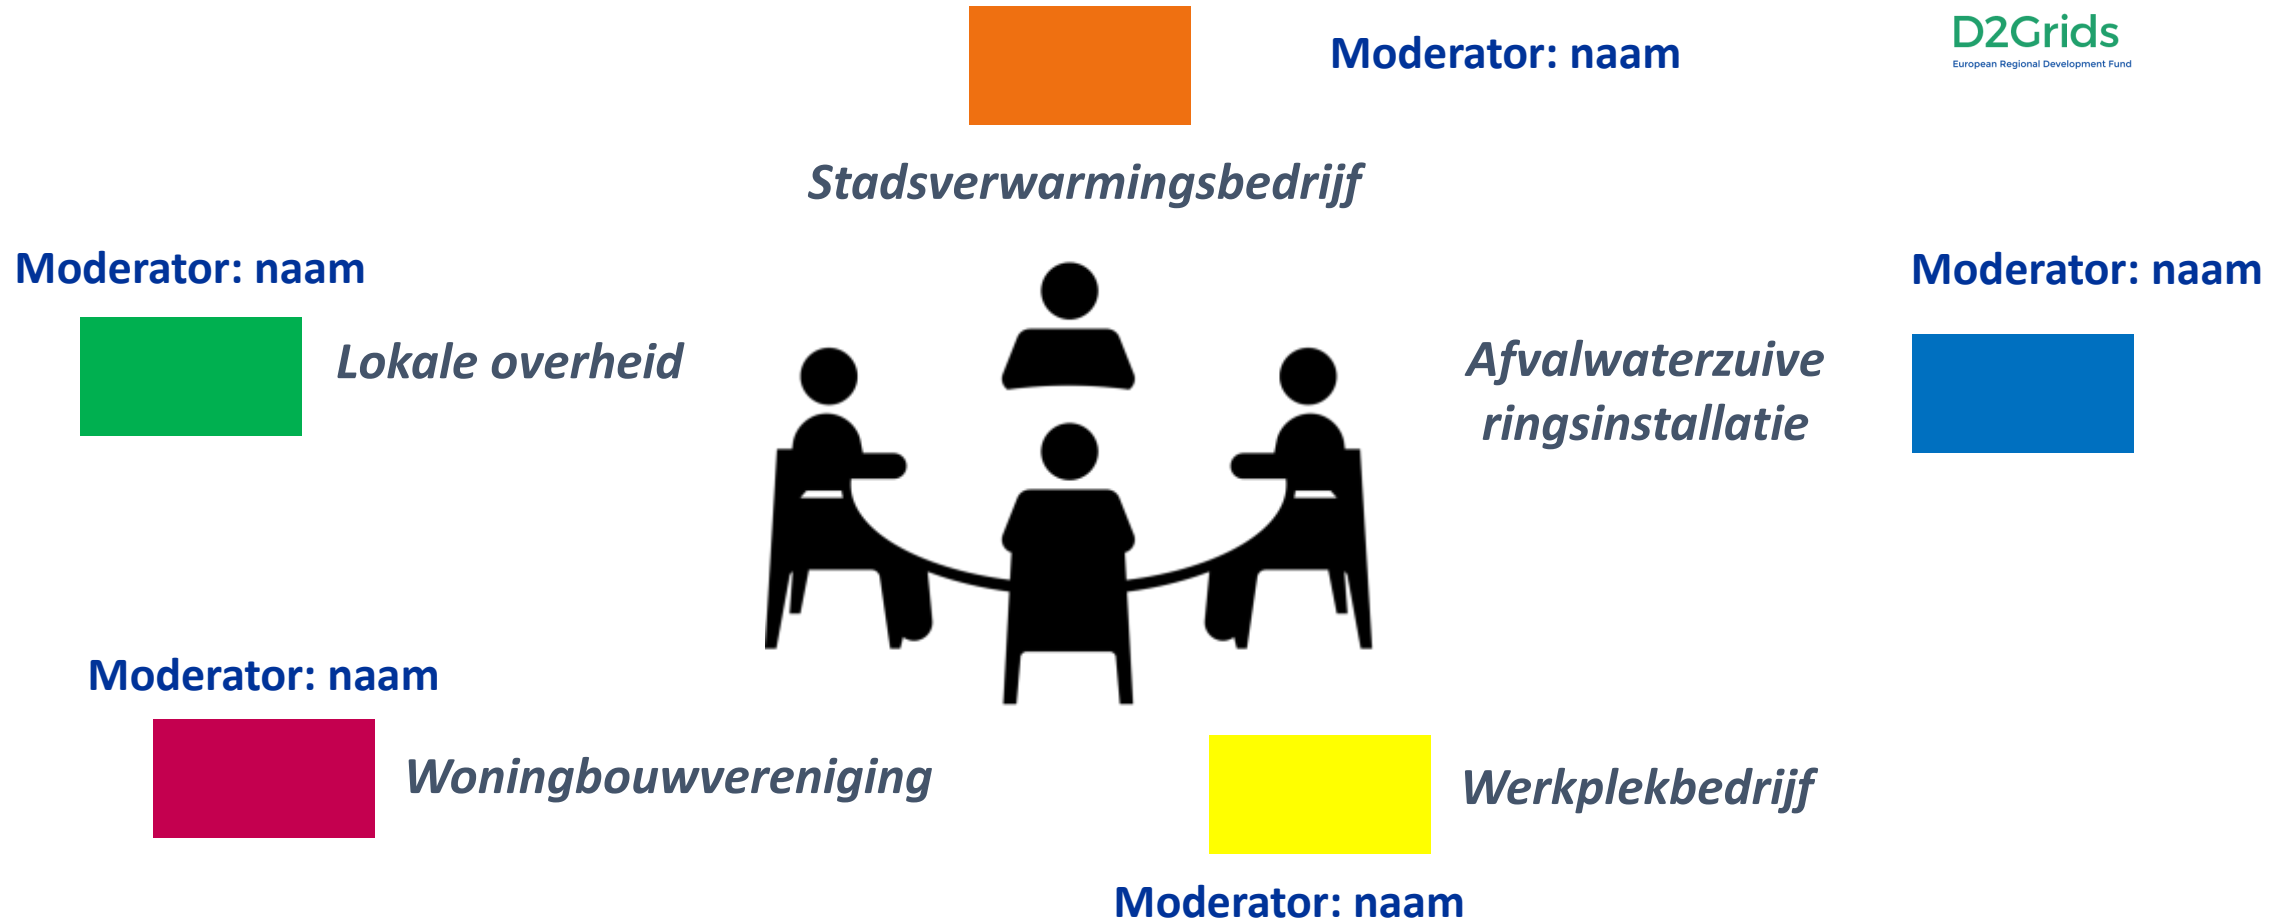 Moderator: naam
D2Grids
European Regional Development Fund
Stadsverwarmingsbedrijf
Moderator: naam
Moderator: naam
Lokale overheid
Afvalwaterzuive
ringsinstallatie
Moderator: naam
Woningbouwvereniging
Werkplekbedrijf
Moderator: naam